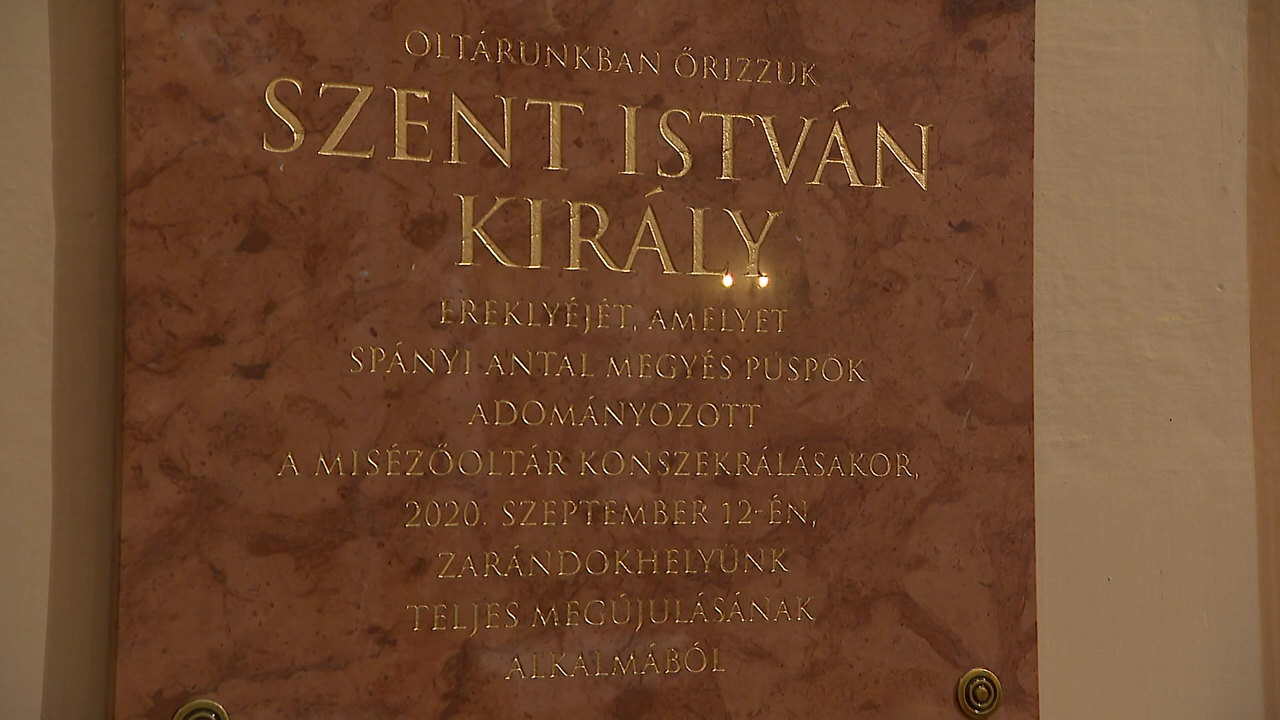 OLTÁRUNKBAN ŐRIZZÜK
SZENT ISTVÁN
KIRÁLY
EREKLYÉJÉT, AMELYET
SPÁNYI ANTAL MEGYÉS PÜSPÖK
ADOMÁNYOZOTT
A MISÉZŐOLTÁR KONSZEKRÁLÁSAKOR,
2020. SZEPTEMBER 12-ÉN,
ZARÁNDOKHELYÜNK
TELJES MEGÚJULÁSÁNAK
ALKALMÁBÓL